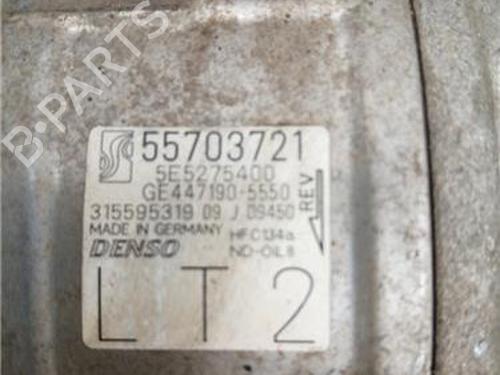 B-PARTS
55703721
5E5275400
GE447190-5550
315595319 09 J 09450
MADE IN GERMANY HFC134a
DENSO ND-OIL8
REV
LT2